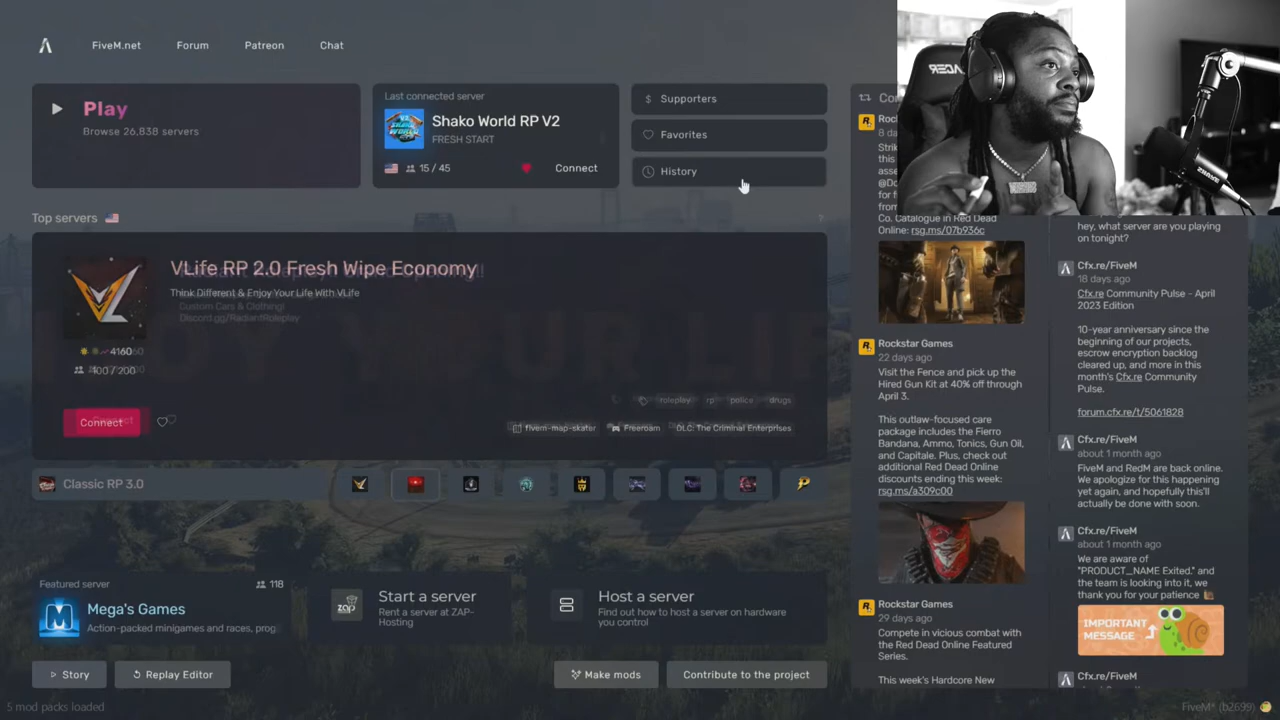 FiveM.net
Forum
Patreon
Chat
Play
Browse 26,838 servers
Last connected server
Shako World RP V2
FRESH START
15 / 45
Connect
$ Supporters
Favorites
History
Top servers
?
VLife RP 2.0 Fresh Wipe Economy
Think Different & Enjoy Your Life With VLife
Custom Cars & Clothing!
Discord.gg/RadiantRoleplay
YOUR LIF
Connect
roleplay rp police drugs
fivem-map-skater
Freeroam
DLC: The Criminal Enterprises
Classic RP 3.0
Featured server
118
Mega's Games
Action-packed minigames and races, prog
ZAP
Start a server
Rent a server at ZAP-
Hosting
Host a server
Find out how to host a server on hardware
you control
Story
Replay Editor
Make mods
Contribute to the project
5 mod packs loaded
FiveM* (b2699)
Co. Catalogue in Red Dead
Online: rsg.ms/07b936c
Rockstar Games
22 days ago
Visit the Fence and pick up the
Hired Gun Kit at 40% off through
April 3.
This outlaw-focused care
package includes the Fierro
Bandana, Ammo, Tonics, Gun Oil,
and Capitale. Plus, check out
additional Red Dead Online
discounts ending this week:
rsg.ms/a309c00
Rockstar Games
29 days ago
Compete in vicious combat with
the Red Dead Online Featured
Series.
This week's Hardcore New
hey, what server are you playing
on tonight?
Cfx.re/FiveM
18 days ago
Cfx.re Community Pulse - April
2023 Edition
10-year anniversary since the
beginning of our projects,
escrow encryption backlog
cleared up, and more in this
month's Cfx.re Community
Pulse.
forum.cfx.re/t/5061828
Cfx.re/FiveM
about 1 month ago
FiveM and RedM are back online.
We apologize for this happening
yet again, and hopefully this'll
actually be done with soon.
Cfx.re/FiveM
about 1 month ago
We are aware of
"PRODUCT_NAME Exited." and
the team is looking into it, we
thank you for your patience
IMPORTANT
MESSAGE
Cfx.re/FiveM